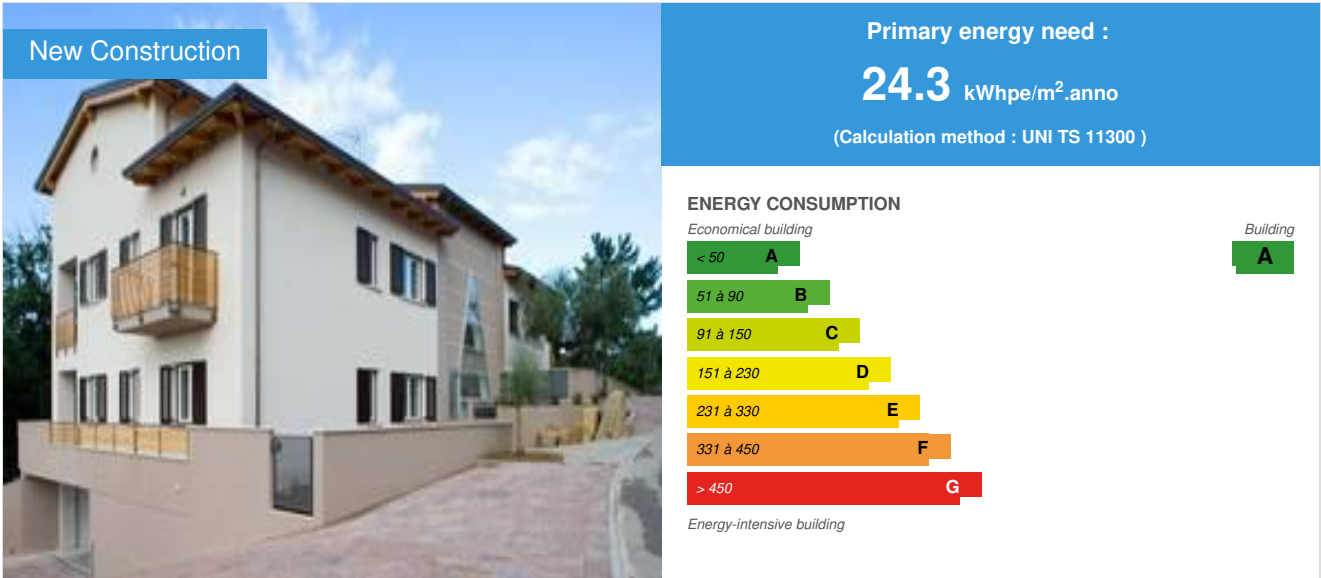 New Construction
Primary energy need :
24.3 kWhpe/m².anno
(Calculation method : UNI TS 11300 )
ENERGY CONSUMPTION
Economical building
Building
< 50 A
A
51 à 90 B
91 à 150 C
151 à 230 D
231 à 330 E
331 à 450 F
> 450 G
Energy-intensive building